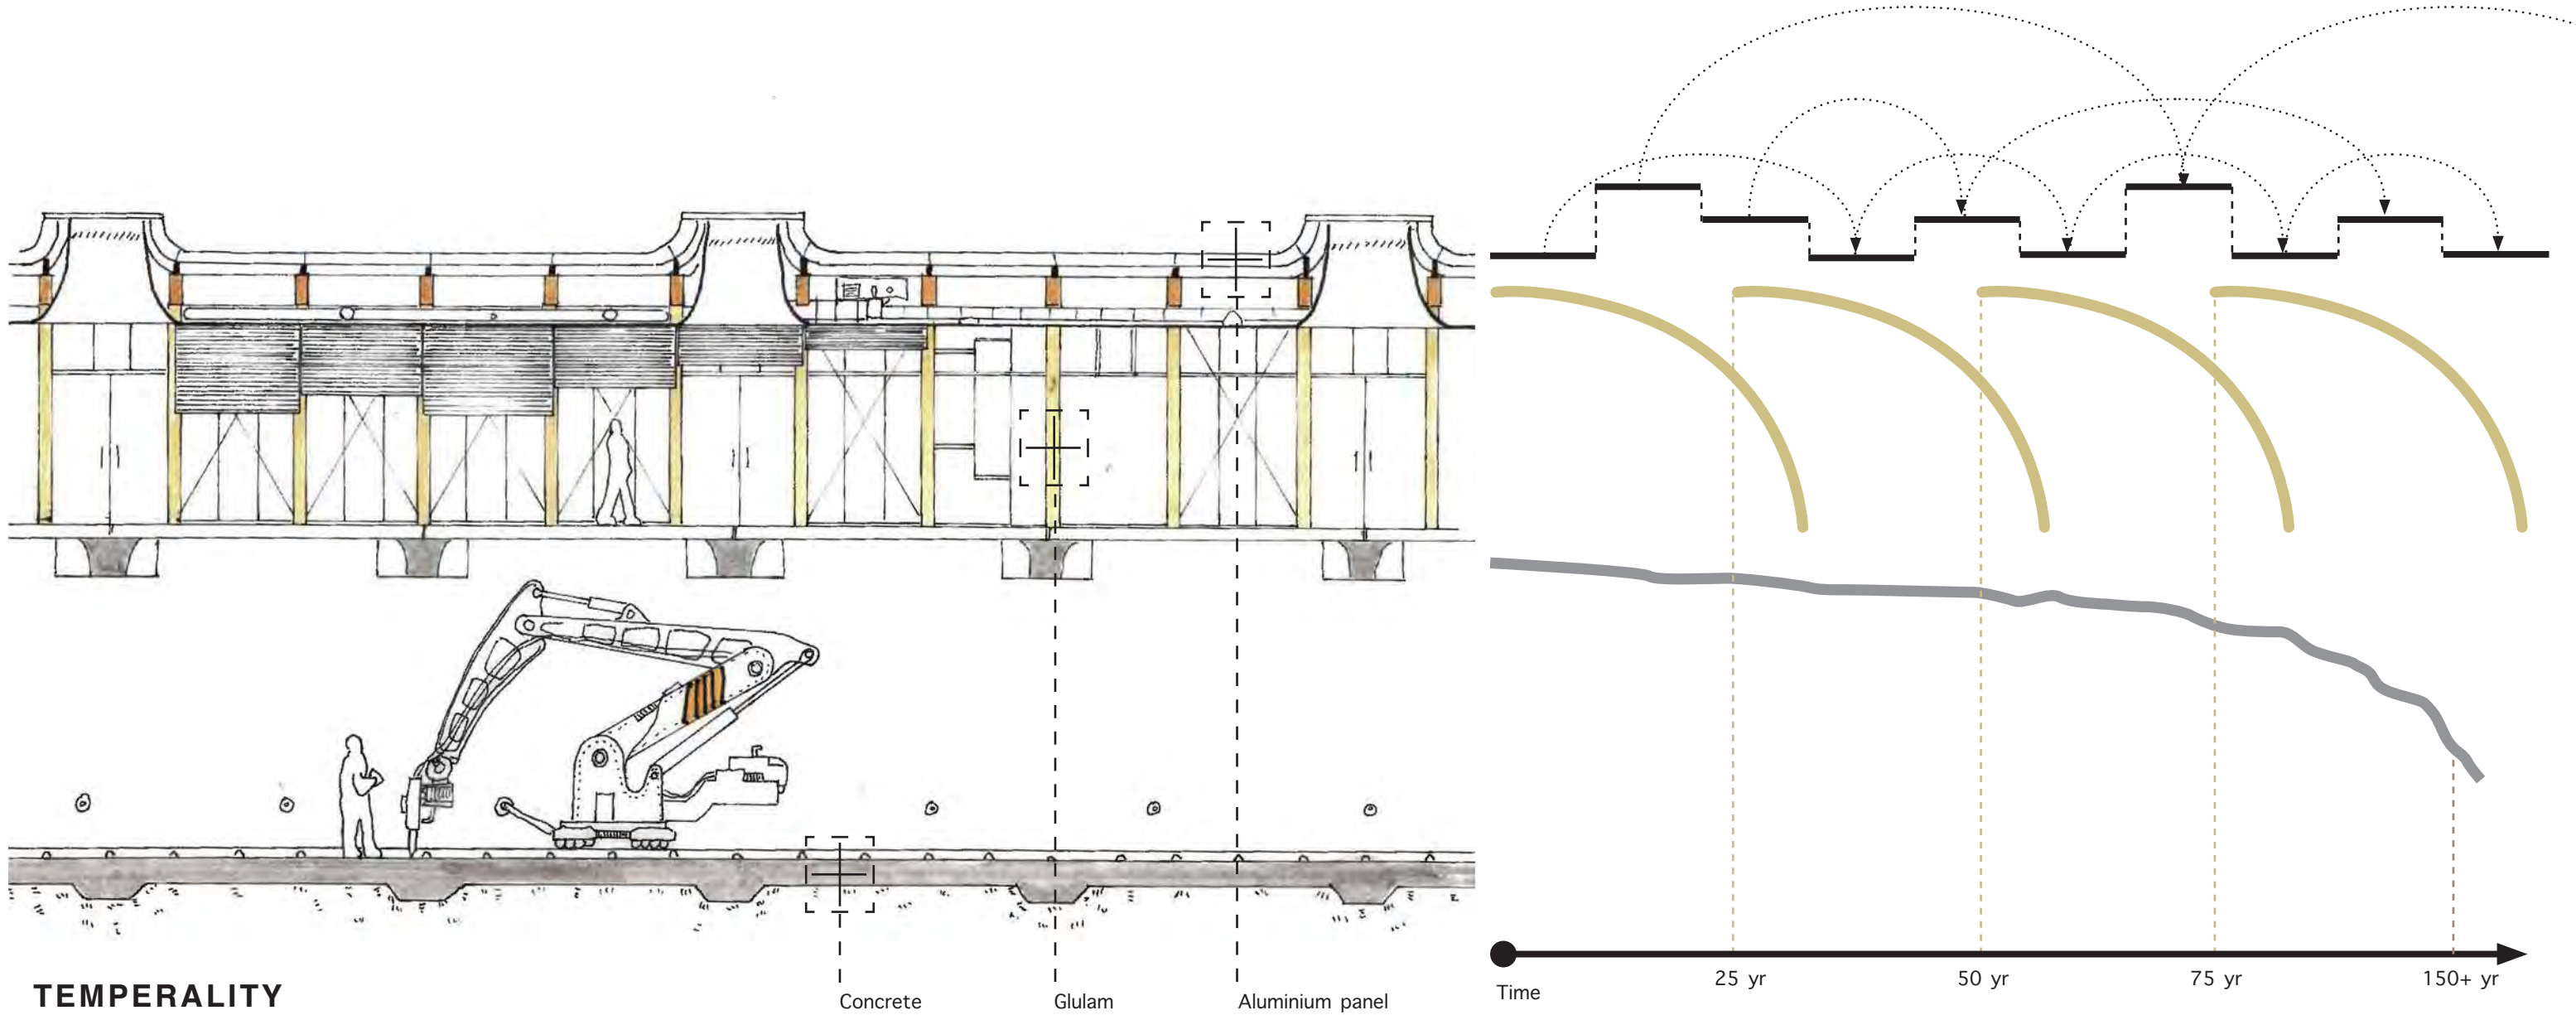 TEMPERALITY
Concrete
Glulam
Aluminium panel
Time
25 yr
50 yr
75 yr
150+ yr